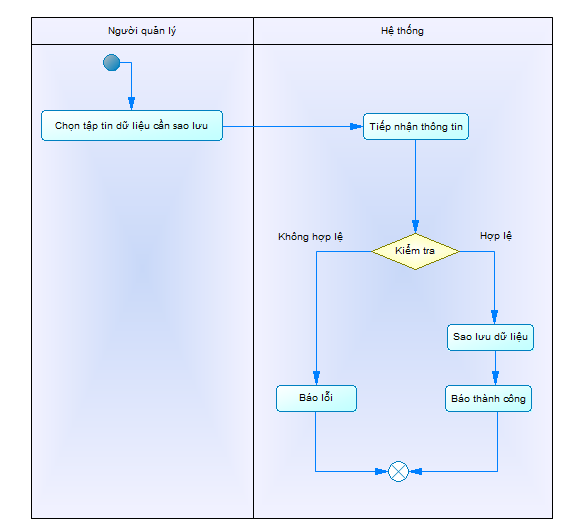 Người quản lý
Hệ thống
Chọn tập tin dữ liệu cần sao lưu
Tiếp nhận thông tin
Không hợp lệ
Hợp lệ
Kiểm tra
Sao lưu dữ liệu
Báo lỗi
Báo thành công